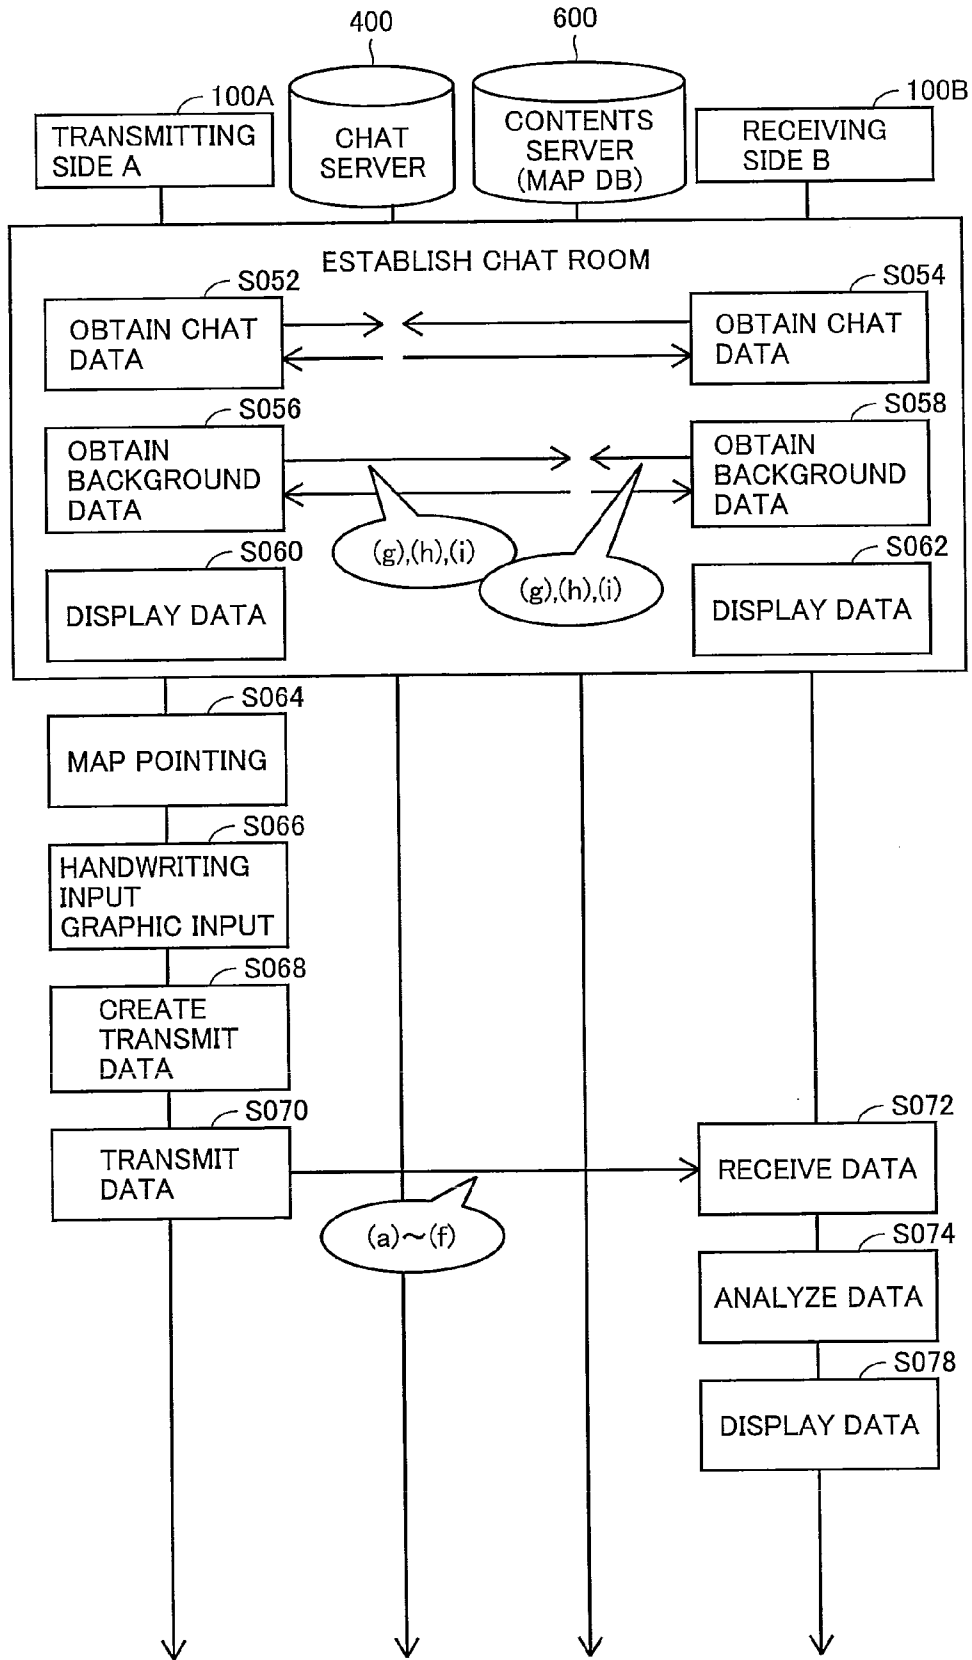 400
600
100A
100B
TRANSMITTING
SIDE A
CHAT
SERVER
CONTENTS
SERVER
(MAP DB)
RECEIVING
SIDE B
ESTABLISH CHAT ROOM
S052
OBTAIN CHAT
DATA
S054
OBTAIN CHAT
DATA
S056
OBTAIN
BACKGROUND
DATA
S058
OBTAIN
BACKGROUND
DATA
(g),(h),(i)
(g),(h),(i)
S060
DISPLAY DATA
S062
DISPLAY DATA
S064
MAP POINTING
S066
HANDWRITING
INPUT
GRAPHIC INPUT
S068
CREATE
TRANSMIT
DATA
S070
TRANSMIT
DATA
(a)～(f)
S072
RECEIVE DATA
S074
ANALYZE DATA
S078
DISPLAY DATA